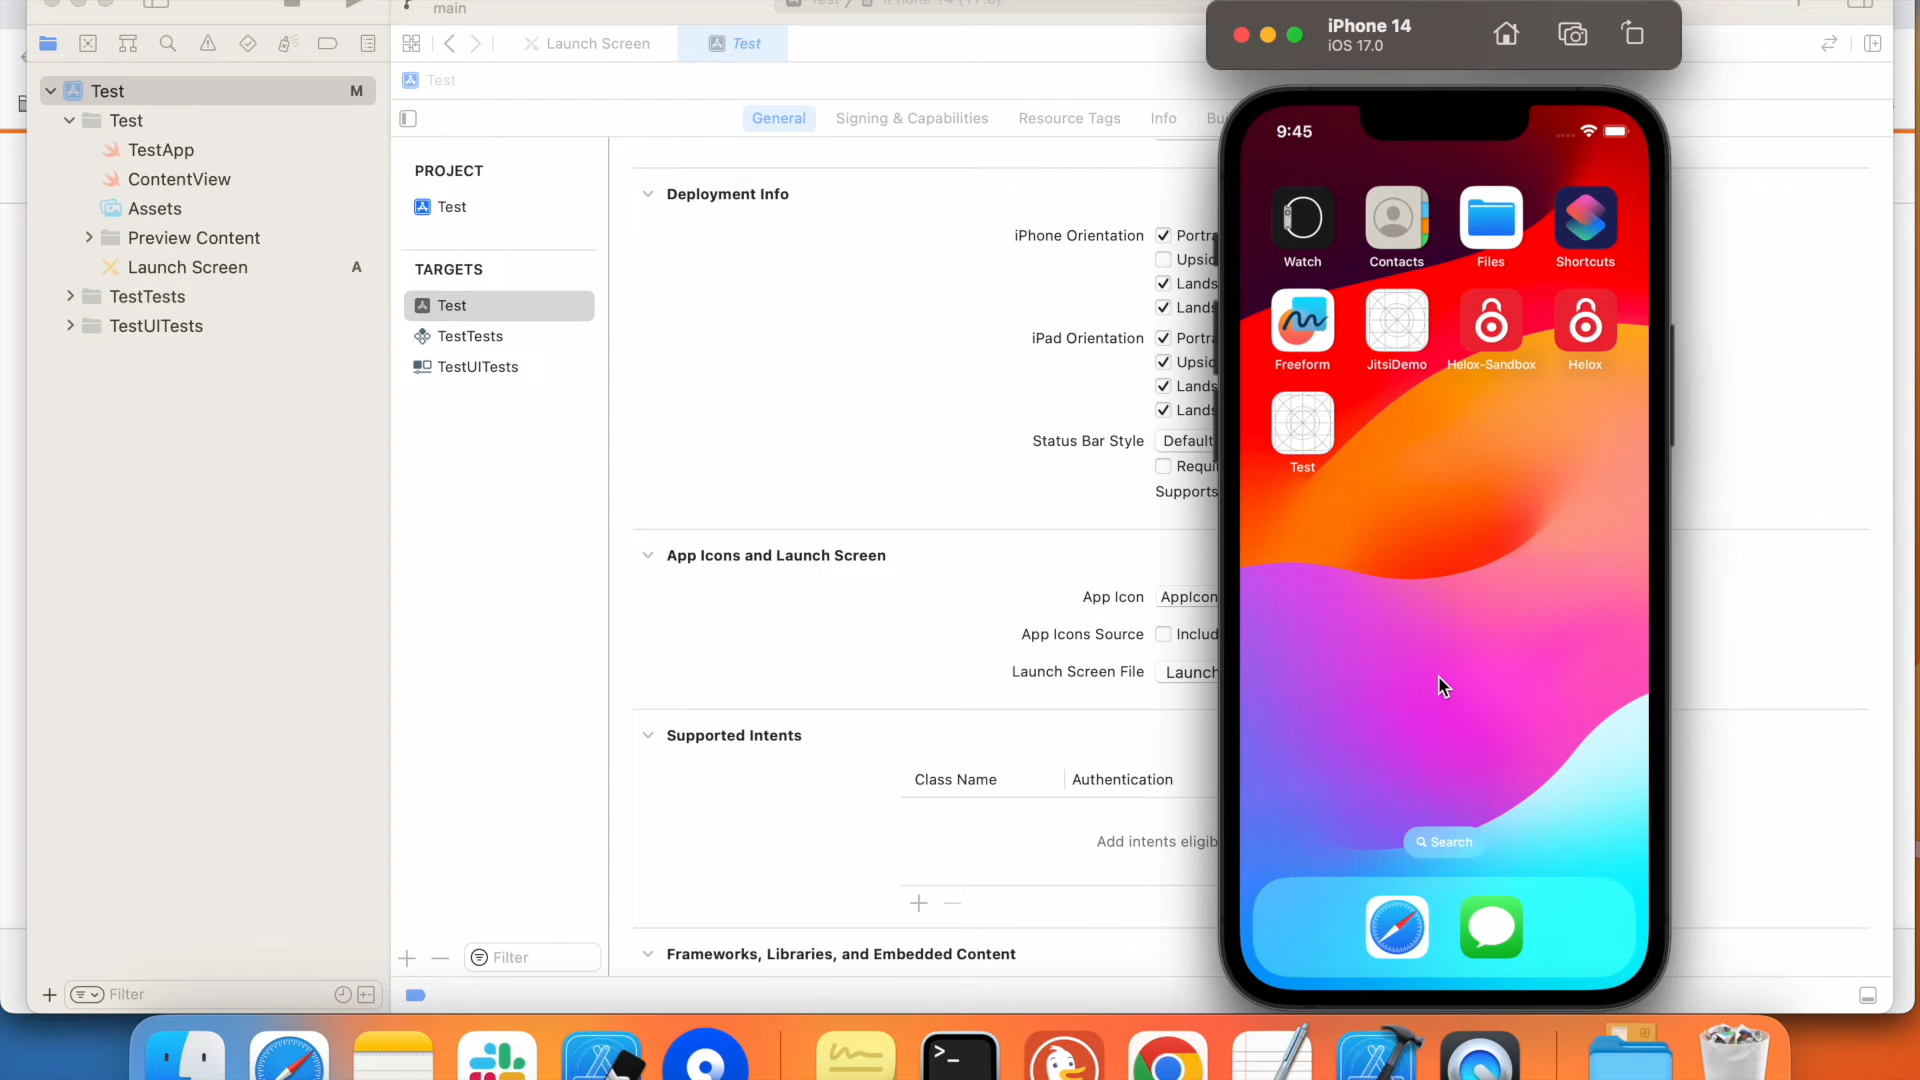 main
Launch Screen
Test
iPhone 14
iOS 17.0
Test
M
Test
TestApp
ContentView
Assets
Preview Content
Launch Screen
A
TestTests
TestUITests
Filter
Test
General
Signing & Capabilities
Resource Tags
Info
PROJECT
Test
TARGETS
Test
TestTests
TestUITests
Filter
Deployment Info
iPhone Orientation
iPad Orientation
Status Bar Style
Default
Supports
App Icons and Launch Screen
App Icon
AppIcon
App Icons Source
Launch Screen File
Launch
Supported Intents
Class Name
Authentication
Add intents
Frameworks, Libraries, and Embedded Content
9:45
Watch
Contacts
Files
Shortcuts
Freeform
JitsiDemo
Helox-Sandbox
Helox
Test
Search